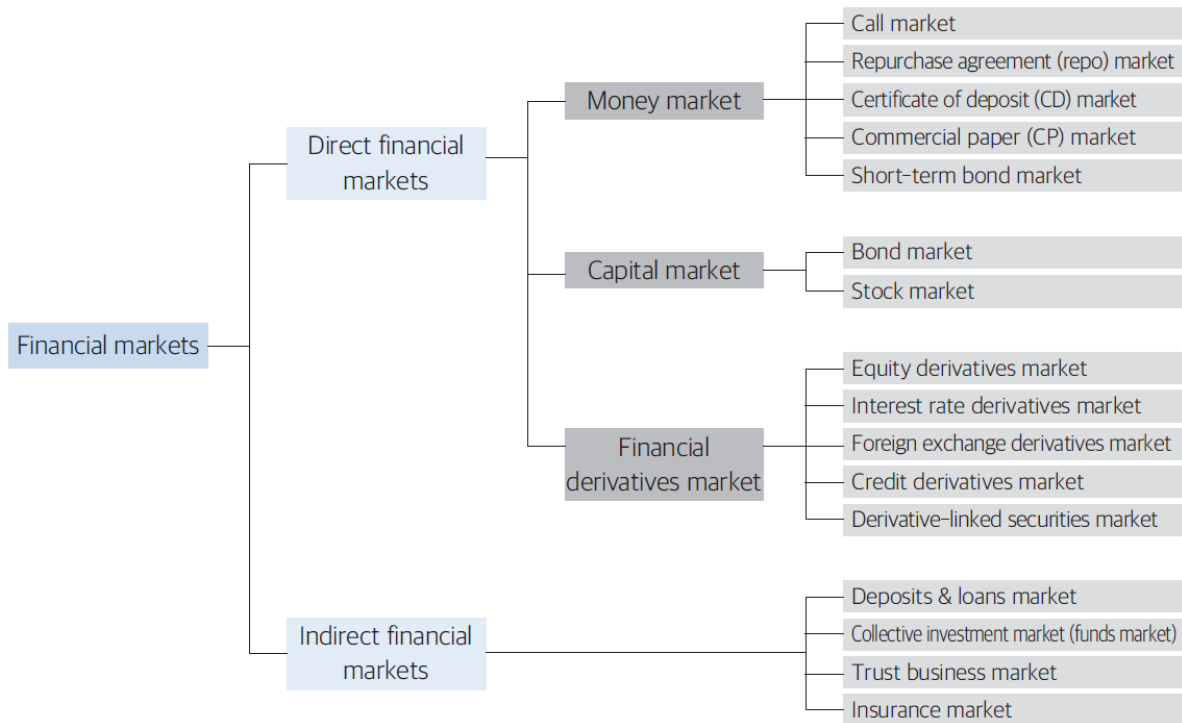 Financial markets
Direct financial
markets
Money market
Call market
Repurchase agreement (repo) market
Certificate of deposit (CD) market
Commercial paper (CP) market
Short-term bond market
Capital market
Bond market
Stock market
Financial
derivatives market
Equity derivatives market
Interest rate derivatives market
Foreign exchange derivatives market
Credit derivatives market
Derivative-linked securities market
Indirect financial
markets
Deposits & loans market
Collective investment market (funds market)
Trust business market
Insurance market